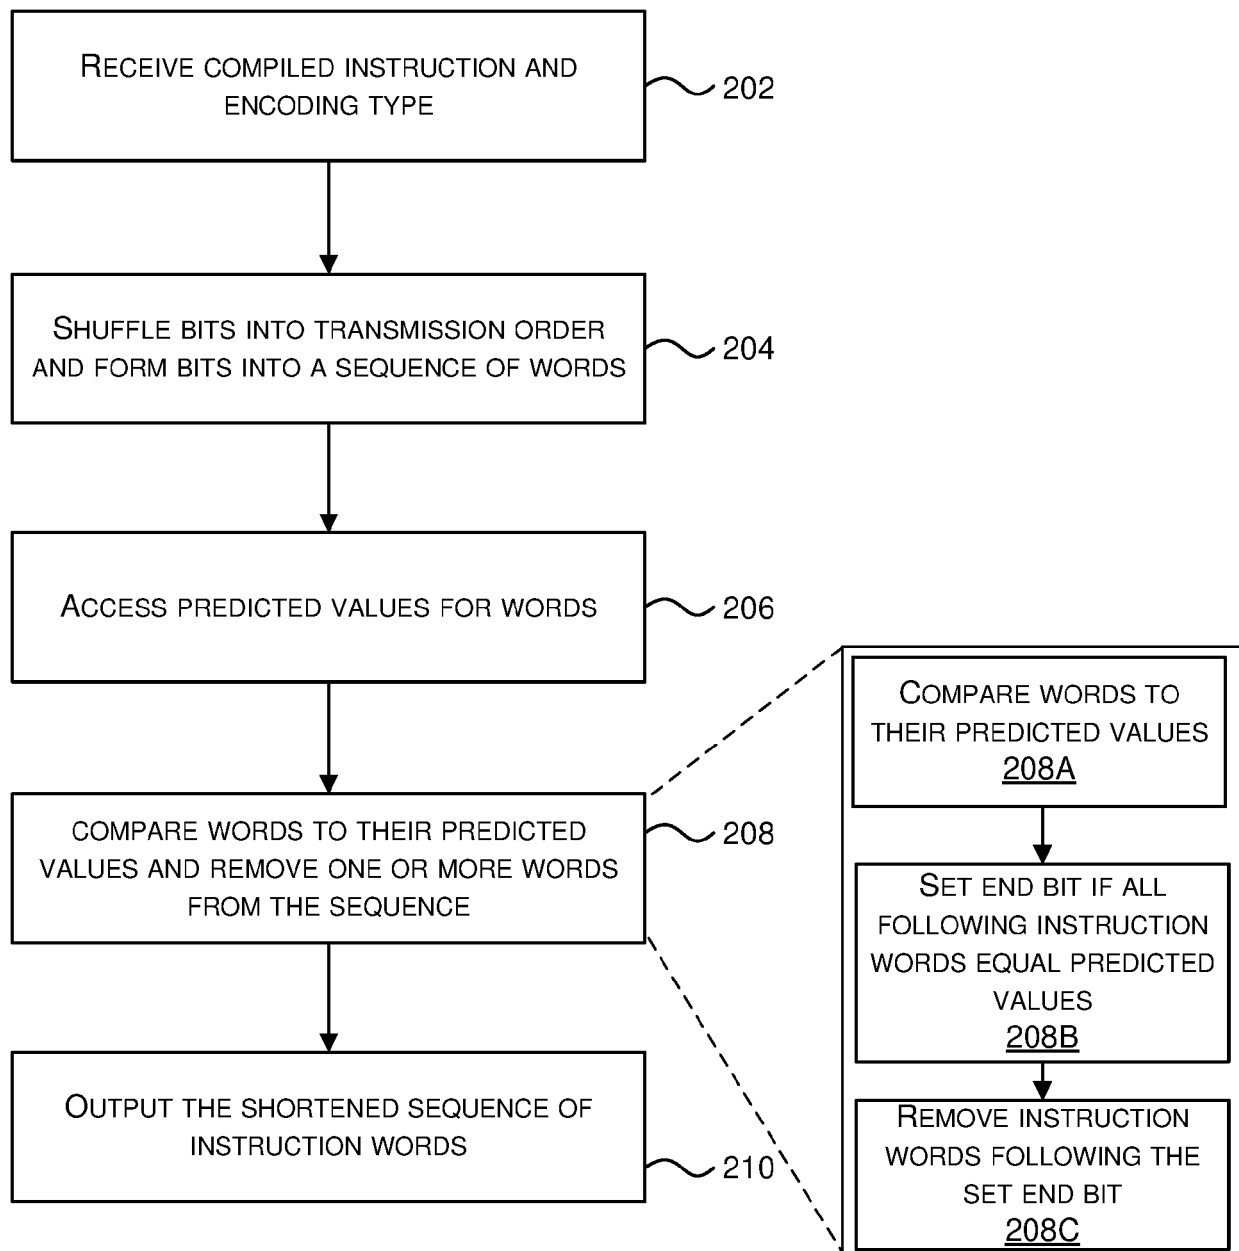 RECEIVE COMPILED INSTRUCTION AND
ENCODING TYPE
202
SHUFFLE BITS INTO TRANSMISSION ORDER
AND FORM BITS INTO A SEQUENCE OF WORDS
204
ACCESS PREDICTED VALUES FOR WORDS
206
COMPARE WORDS TO THEIR PREDICTED
VALUES AND REMOVE ONE OR MORE WORDS
FROM THE SEQUENCE
208
OUTPUT THE SHORTENED SEQUENCE OF
INSTRUCTION WORDS
210
COMPARE WORDS TO
THEIR PREDICTED VALUES
208A
SET END BIT IF ALL
FOLLOWING INSTRUCTION
WORDS EQUAL PREDICTED
VALUES
208B
REMOVE INSTRUCTION
WORDS FOLLOWING THE
SET END BIT
208C